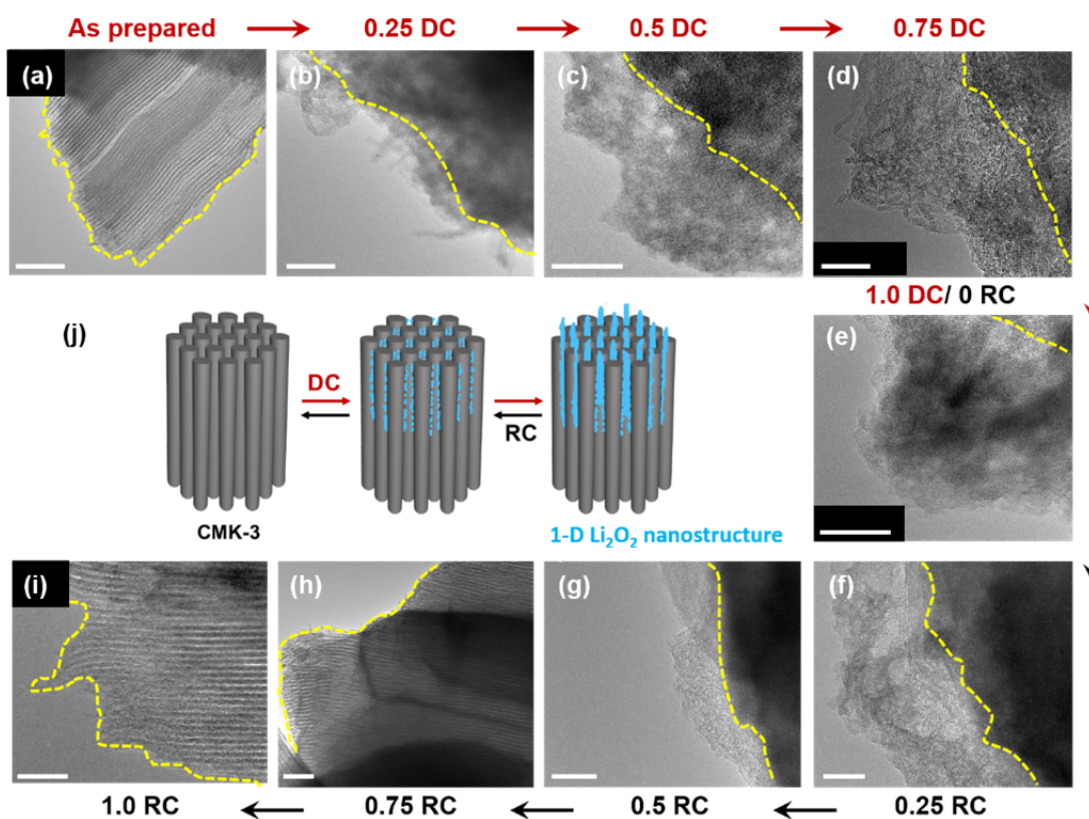 As prepared → 0.25 DC → 0.5 DC → 0.75 DC
(a) (b) (c) (d)
1.0 DC/ 0 RC
(j) (e)
DC
RC
CMK-3 1-D Li₂O₂ nanostructure
(i) (h) (g) (f)
1.0 RC ← 0.75 RC ← 0.5 RC ← 0.25 RC